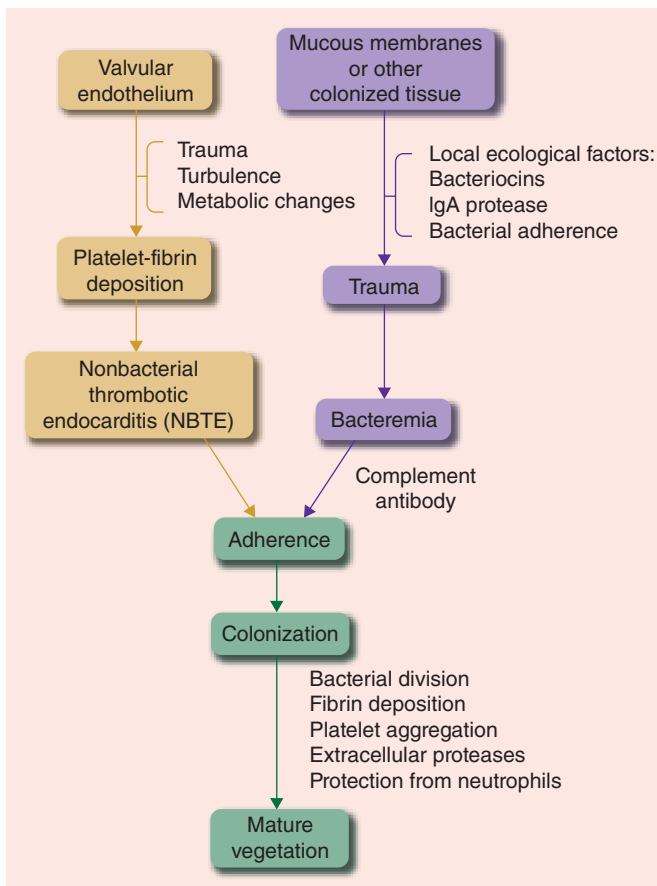 Valvular
endothelium
Trauma
Turbulence
Metabolic changes
Platelet-fibrin
deposition
Nonbacterial
thrombotic
endocarditis (NBTE)
Mucous membranes
or other
colonized tissue
Local ecological factors:
Bacteriocins
IgA protease
Bacterial adherence
Trauma
Bacteremia
Complement
antibody
Adherence
Colonization
Bacterial division
Fibrin deposition
Platelet aggregation
Extracellular proteases
Protection from neutrophils
Mature
vegetation